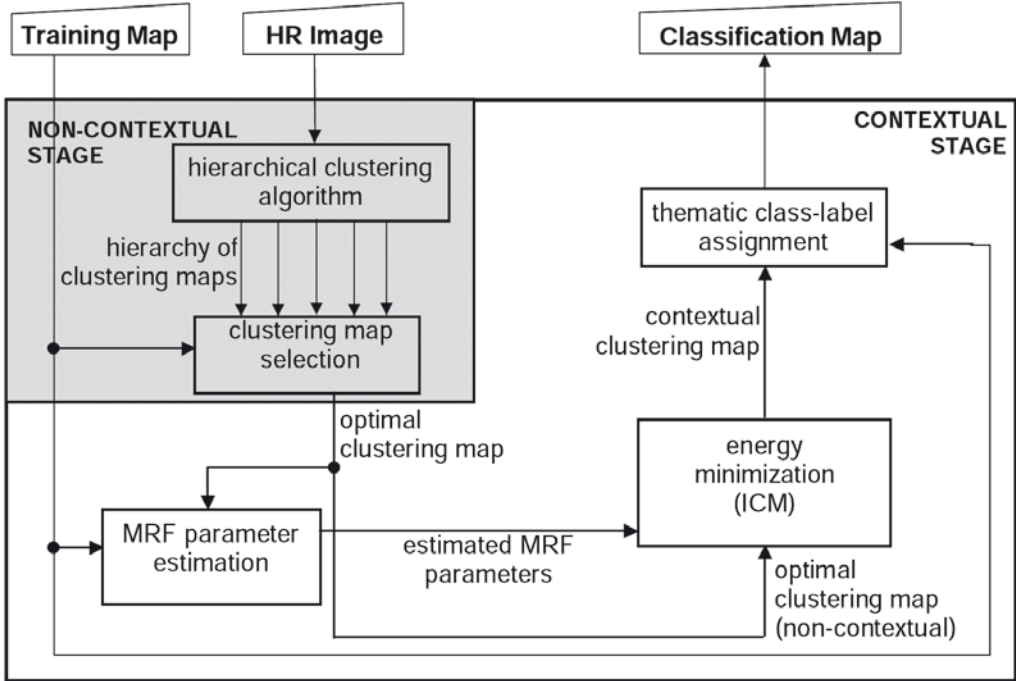 Training Map
HR Image
Classification Map
NON-CONTEXTUAL
STAGE
CONTEXTUAL
STAGE
hierarchical clustering
algorithm
hierarchy of
clustering maps
clustering map
selection
thematic class-label
assignment
contextual
clustering map
optimal
clustering map
energy
minimization
(ICM)
MRF parameter
estimation
estimated MRF
parameters
optimal
clustering map
(non-contextual)